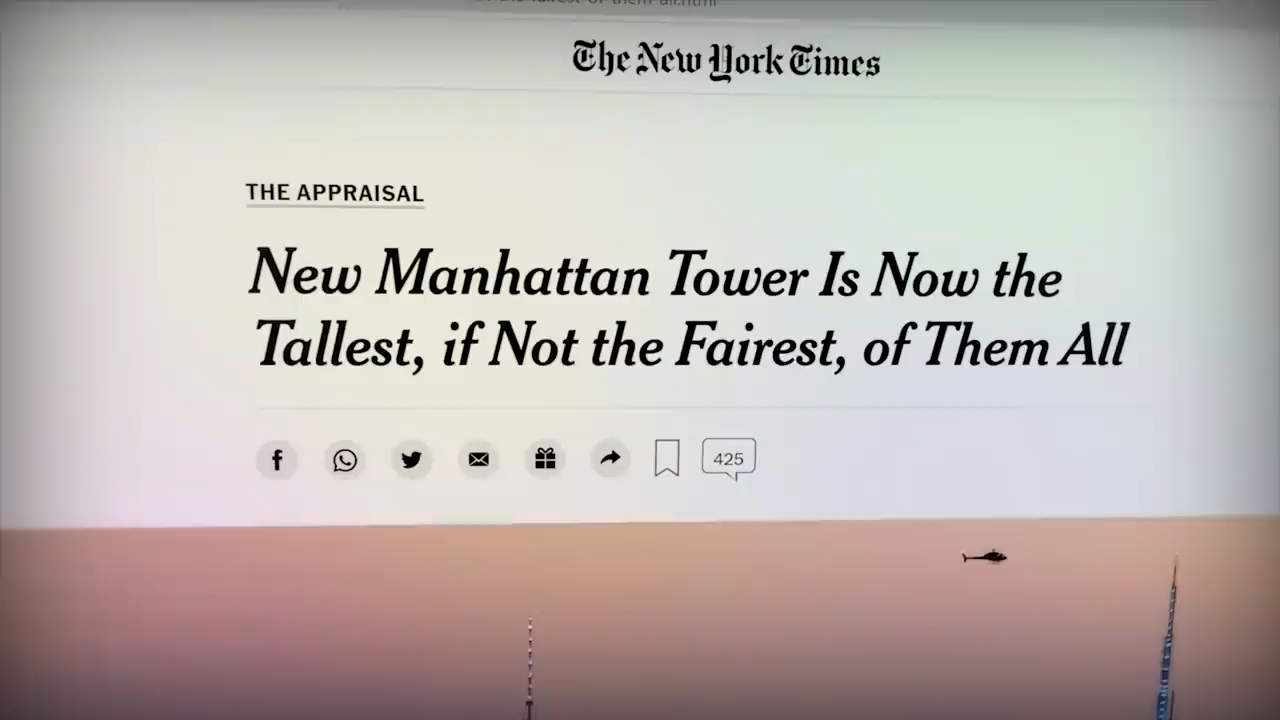 The New York Times
THE APPRAISAL
New Manhattan Tower Is Now the
Tallest, if Not the Fairest, of Them All
425